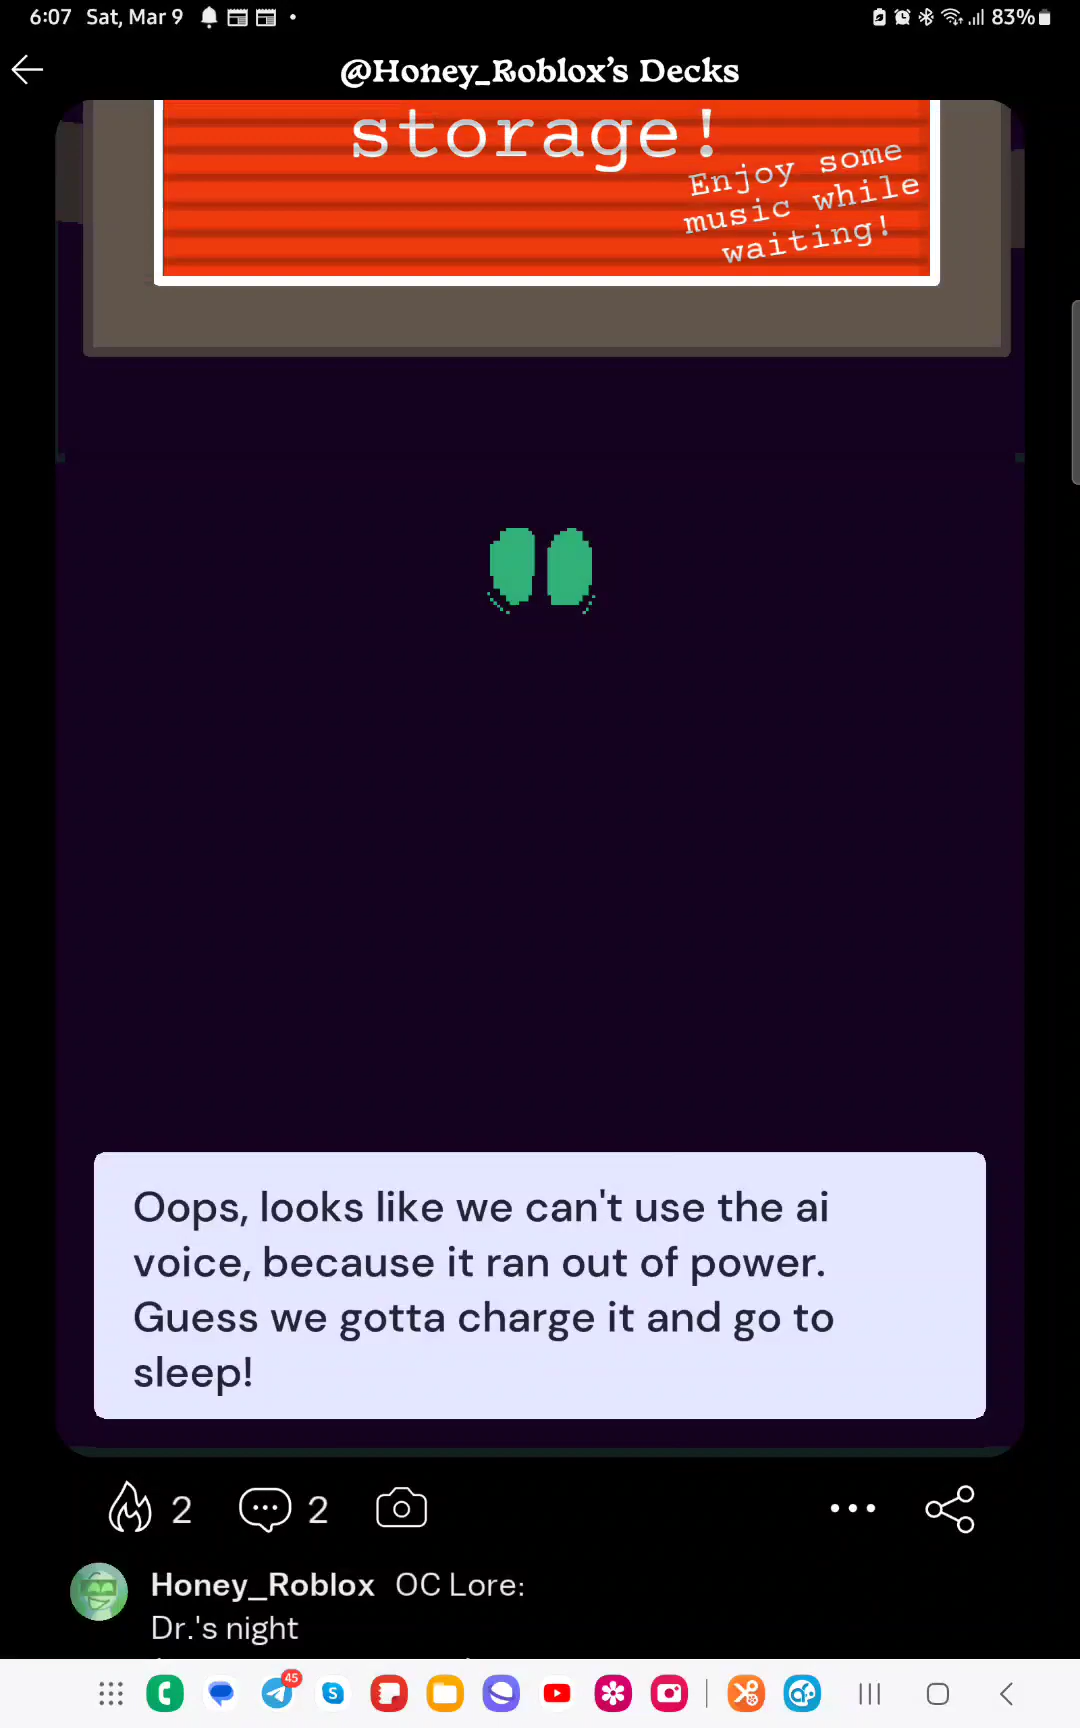 6:07 Sat, Mar 9
83%
@Honey_Roblox's Decks
storage!
Enjoy some
music while
waiting!
Oops, looks like we can't use the ai
voice, because it ran out of power.
Guess we gotta charge it and go to
sleep!
2
2
Honey_Roblox OC Lore:
Dr.'s night
45